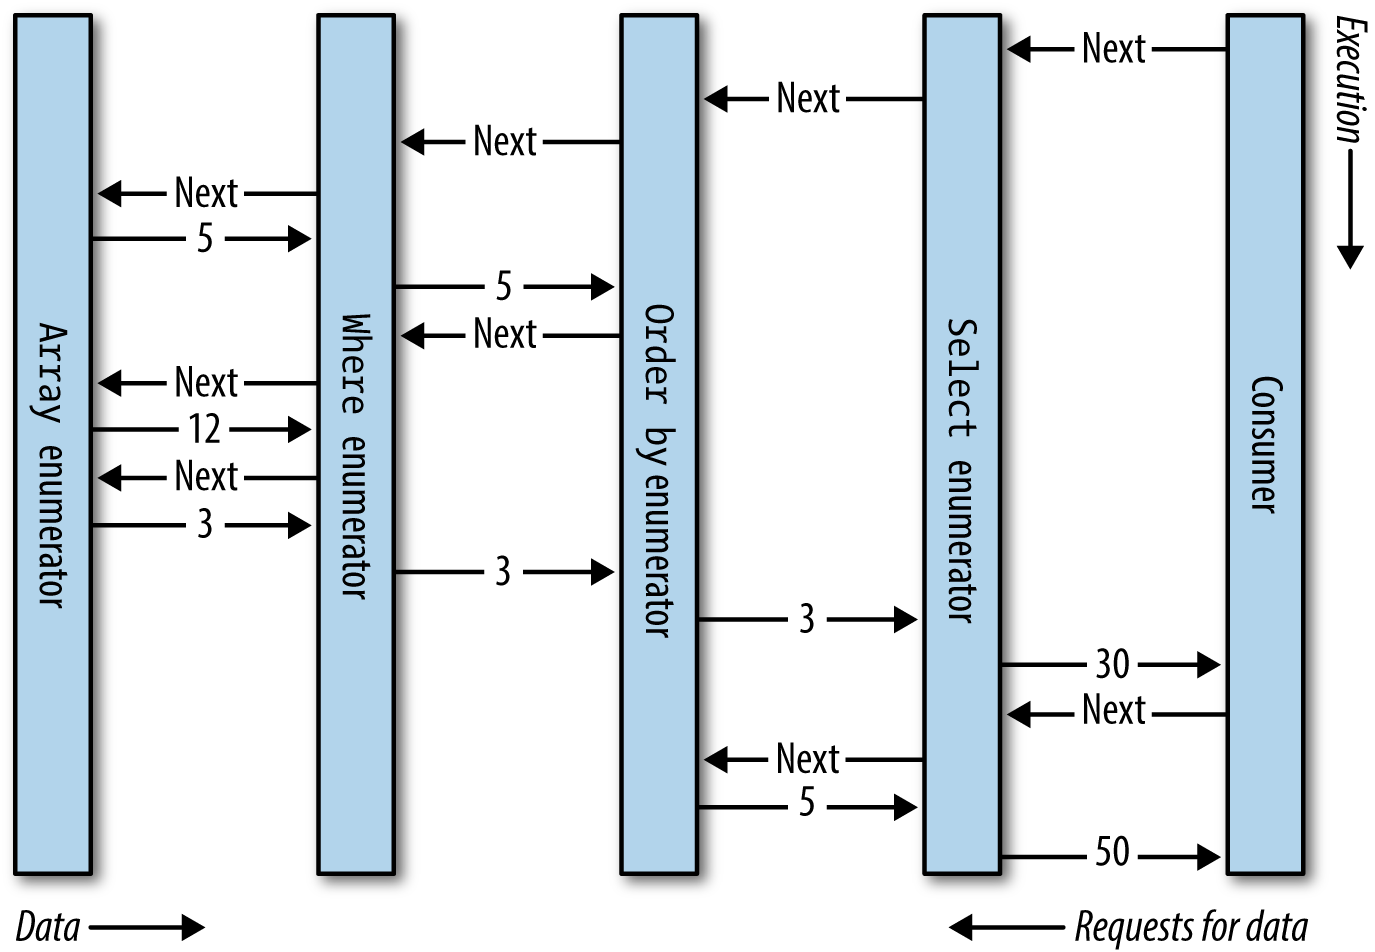 Next
Next
Next
Next
5
5
Next
Next
12
Next
3
3
3
30
Next
Next
5
50
Array enumerator
Where enumerator
Order by enumerator
Select enumerator
Consumer
Execution
Data
Requests for data